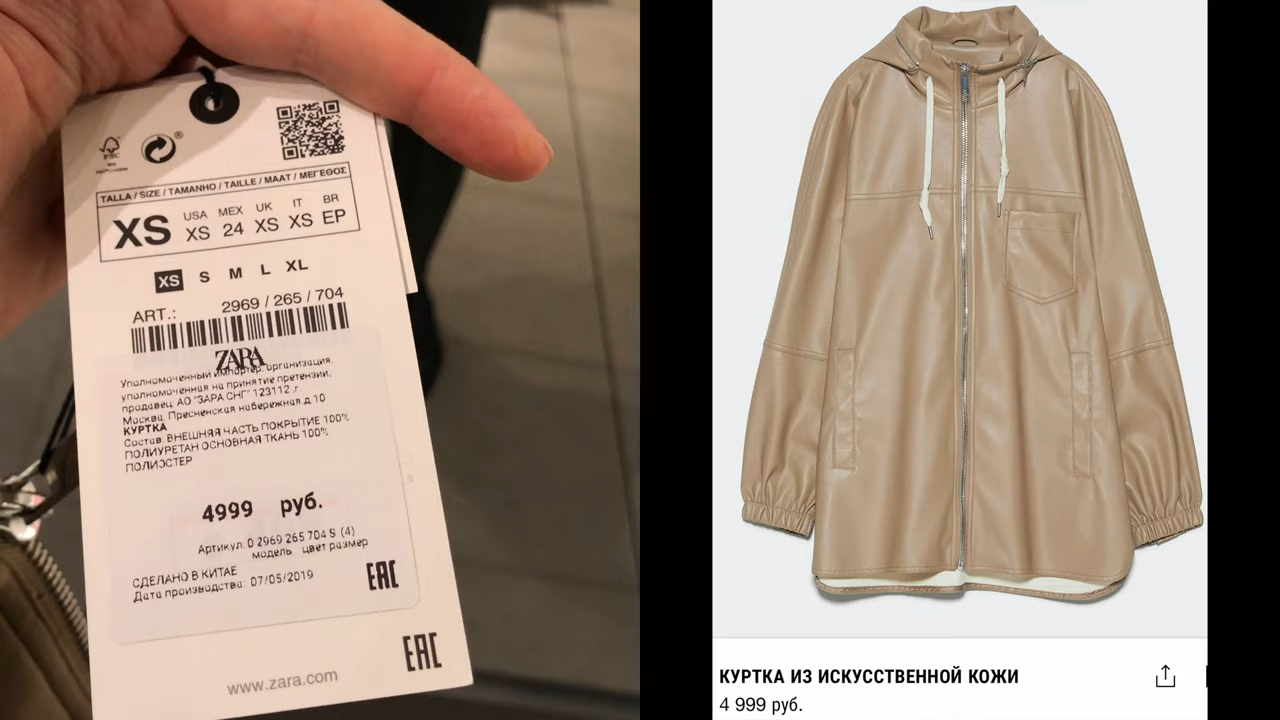 FSC
TALLA / SIZE / TAMANHO / TAILLE / MAAT / ΜΕΓΕΘΟΣ
XS USA XS MEX 24 UK XS IT XS BR EP
XS S M L XL
ART.: 2969 / 265 / 704
ZARA
Уполномоченный импортер, организация,
уполномоченная на принятие претензии,
продавец: АО "ЗАРА СНГ" 123112 ,г.
Москва, Пресненская набережная д 10
КУРТКА
Состав: ВНЕШНЯЯ ЧАСТЬ ПОКРЫТИЕ 100%
ПОЛИУРЕТАН ОСНОВНАЯ ТКАНЬ 100%
ПОЛИЭСТЕР
4999 руб.
Артикул. 0 2969 265 704 S (4)
модель цвет размер
СДЕЛАНО В КИТАЕ
Дата производства: 07/05/2019
EAC
EAC
www.zara.com
КУРТКА ИЗ ИСКУССТВЕННОЙ КОЖИ
4 999 руб.